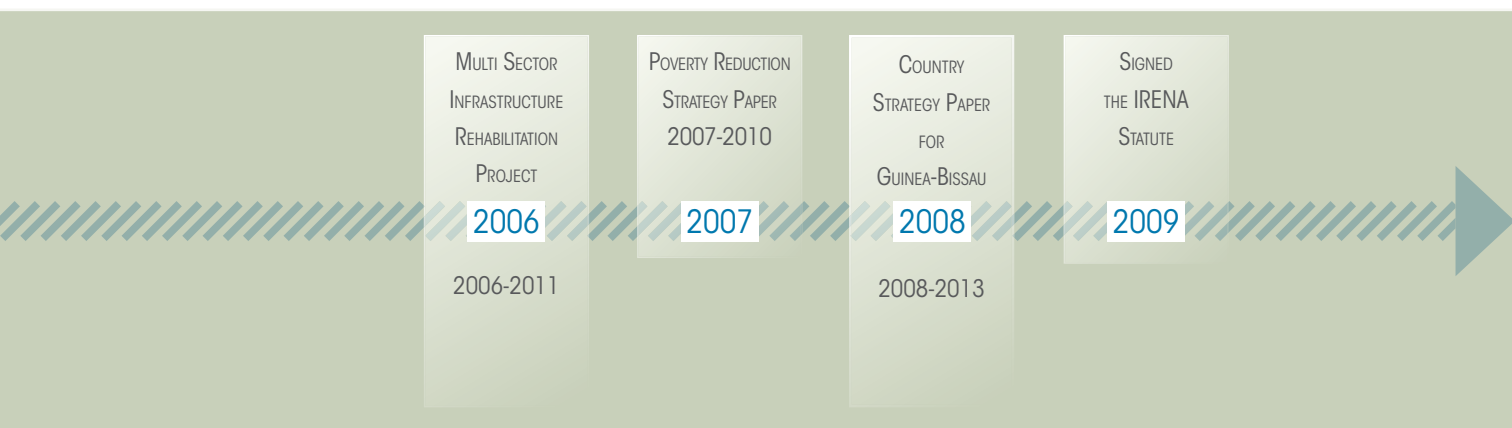 Multi Sector
Infrastructure
Rehabilitation
Project
2006
2006-2011
Poverty Reduction
Strategy Paper
2007-2010
2007
Country
Strategy Paper
for
Guinea-Bissau
2008
2008-2013
Signed
the IRENA
Statute
2009